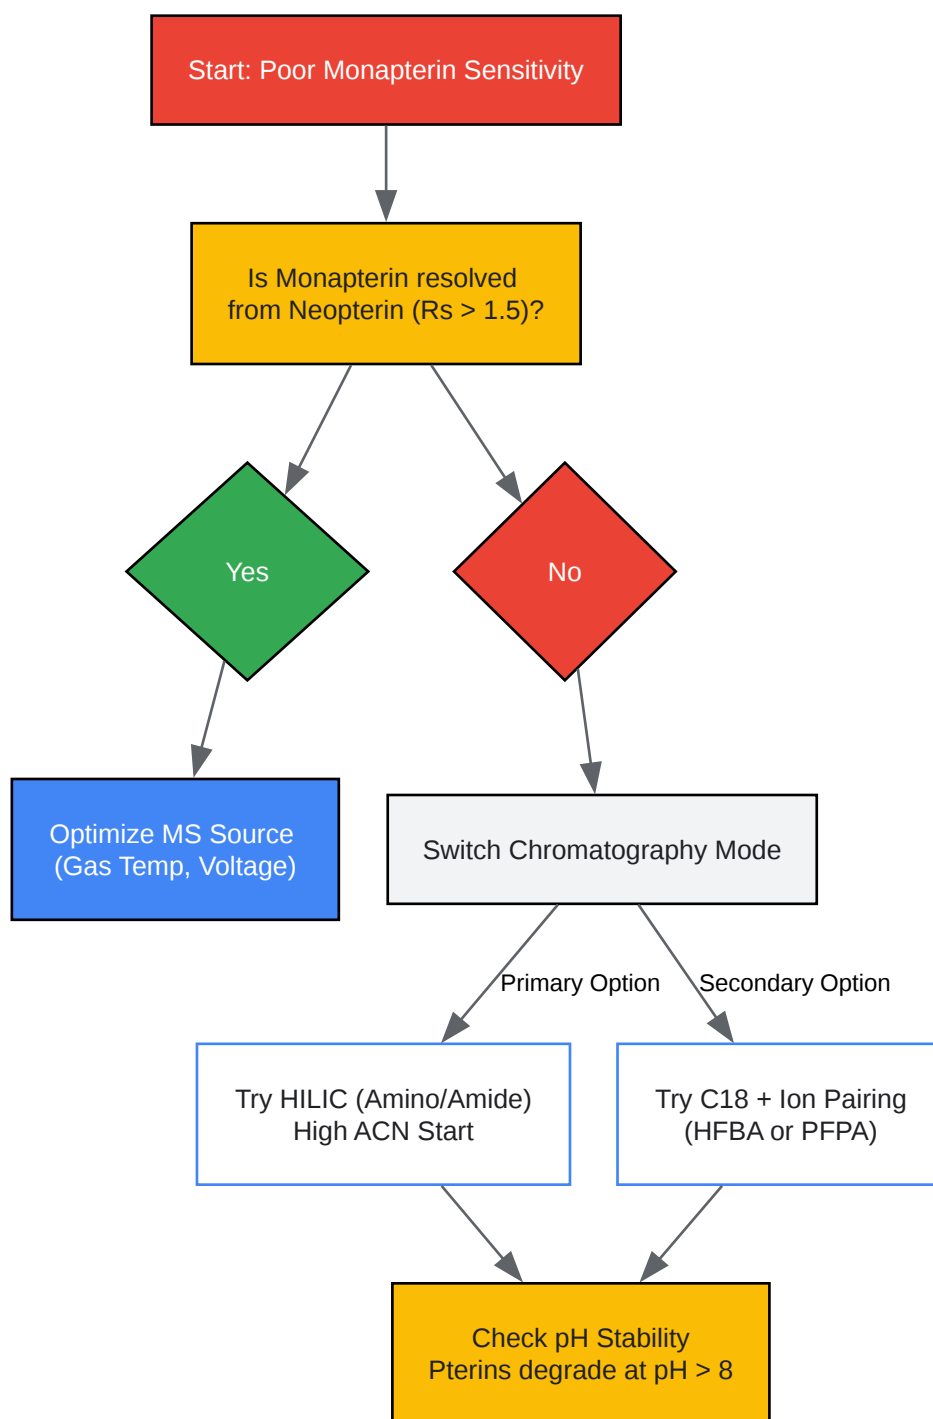 Start: Poor Monapterin Sensitivity
Is Monapterin resolved
from Neopterin (Rs > 1.5)?
Yes
No
Optimize MS Source
(Gas Temp, Voltage)
Switch Chromatography Mode
Primary Option
Secondary Option
Try HILIC (Amino/Amide)
High ACN Start
Try C18 + Ion Pairing
(HFBA or PFPA)
Check pH Stability
Pterins degrade at pH > 8